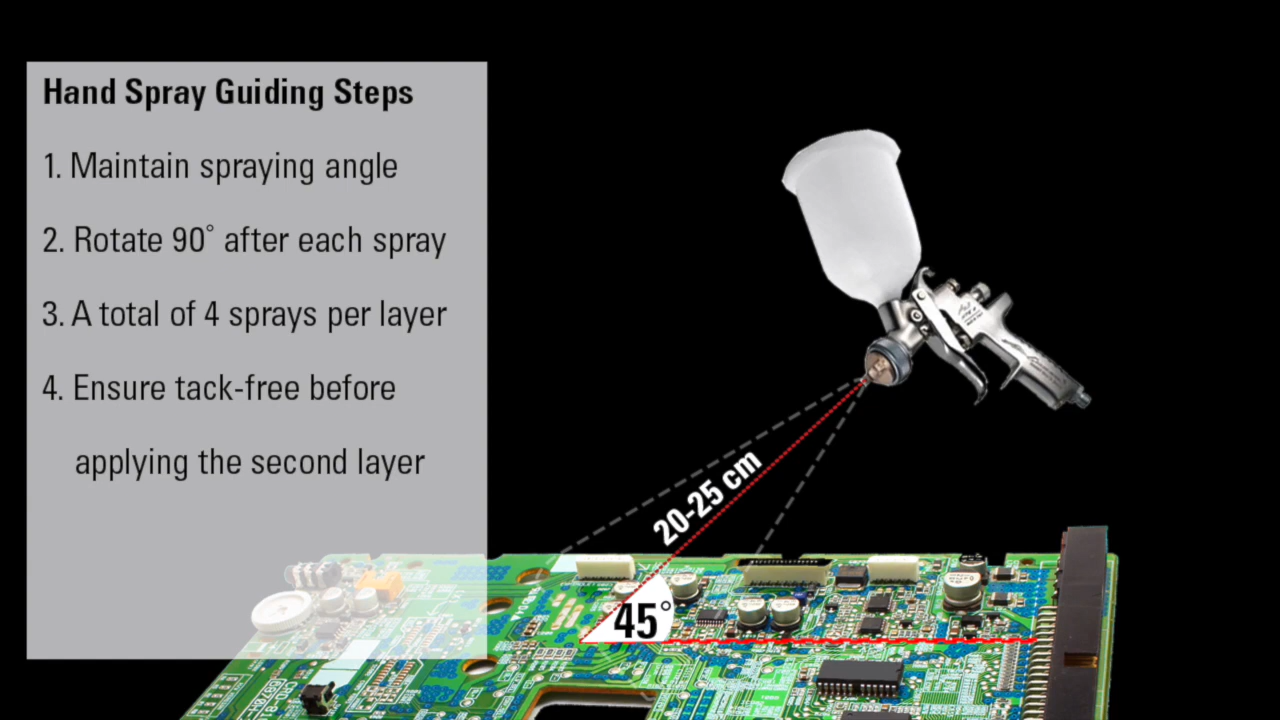 Hand Spray Guiding Steps
1. Maintain spraying angle
2. Rotate 90° after each spray
3. A total of 4 sprays per layer
4. Ensure tack-free before
applying the second layer
20-25 cm
45°